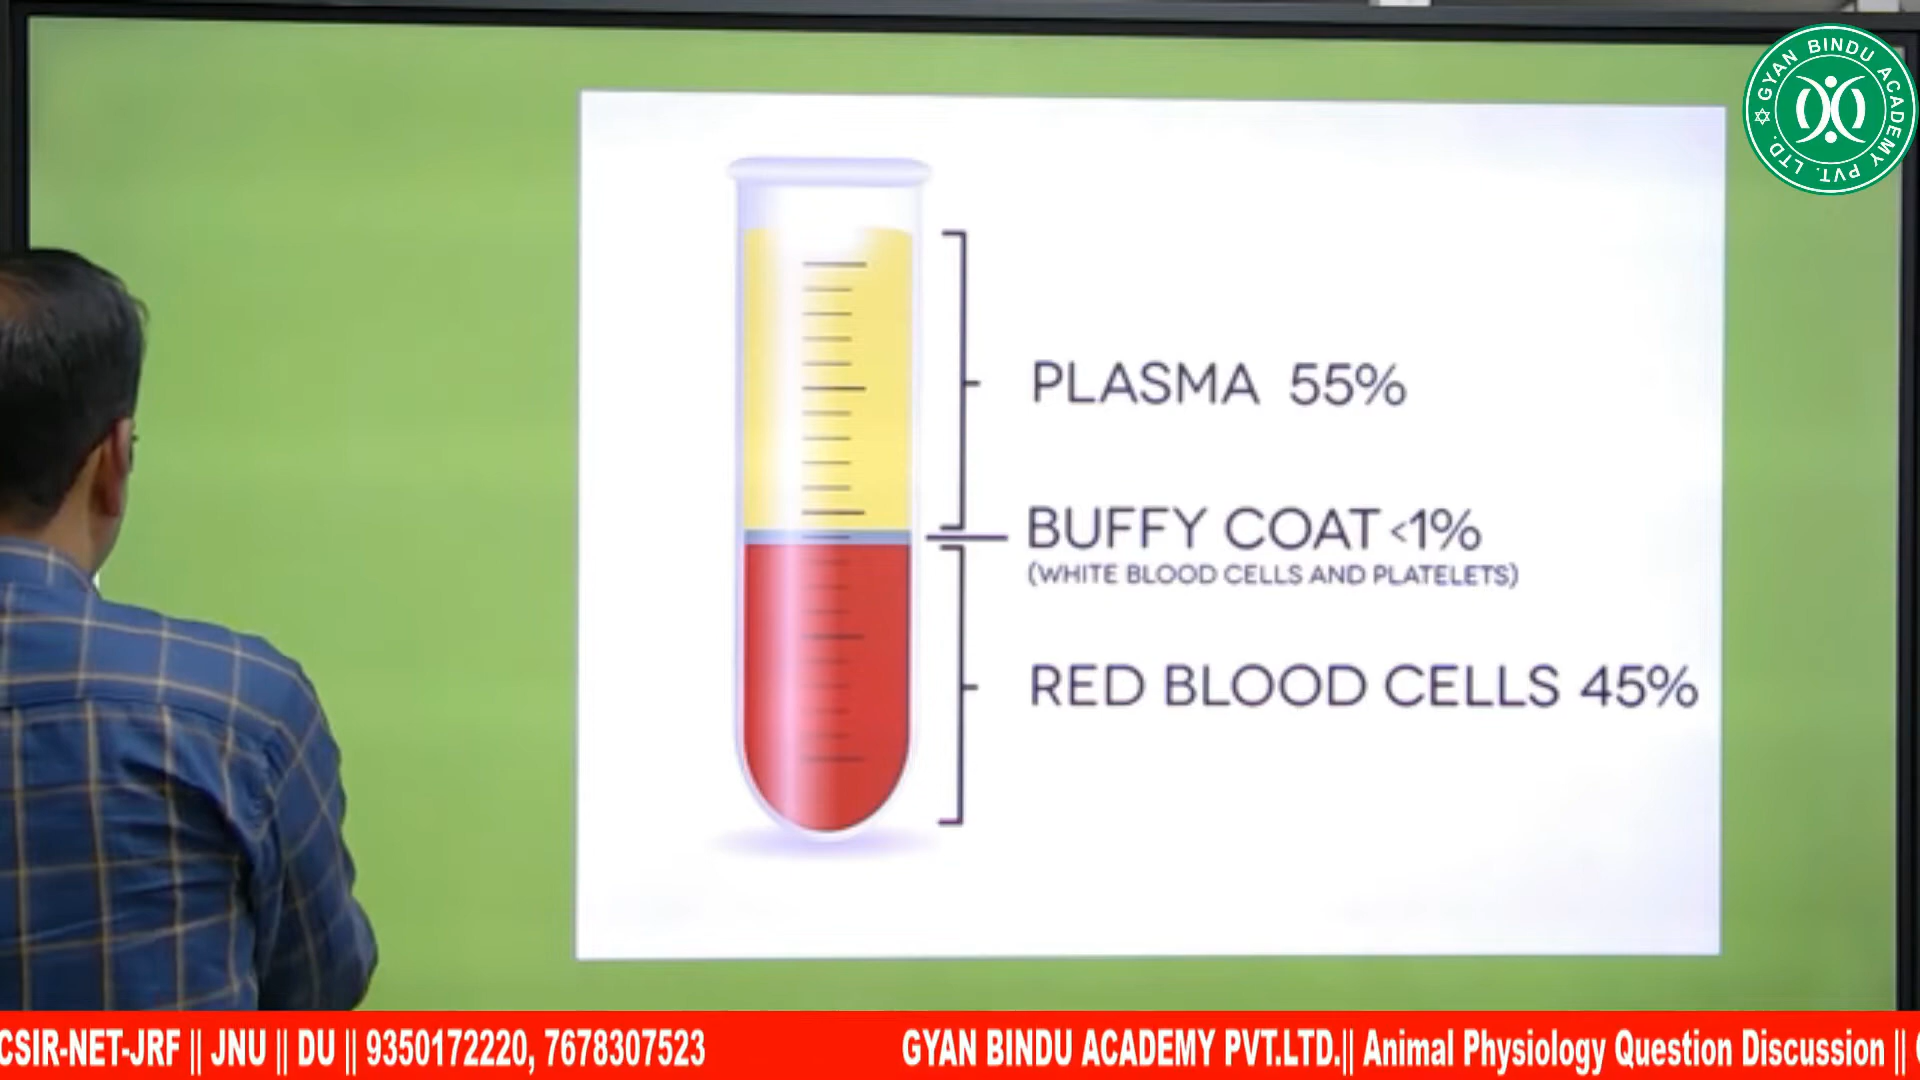 GYAN BINDU ACADEMY PVT. LTD.
PLASMA 55%
BUFFY COAT <1%
(WHITE BLOOD CELLS AND PLATELETS)
RED BLOOD CELLS 45%
CSIR-NET-JRF || JNU || DU || 9350172220, 7678307523 GYAN BINDU ACADEMY PVT.LTD.|| Animal Physiology Question Discussion ||